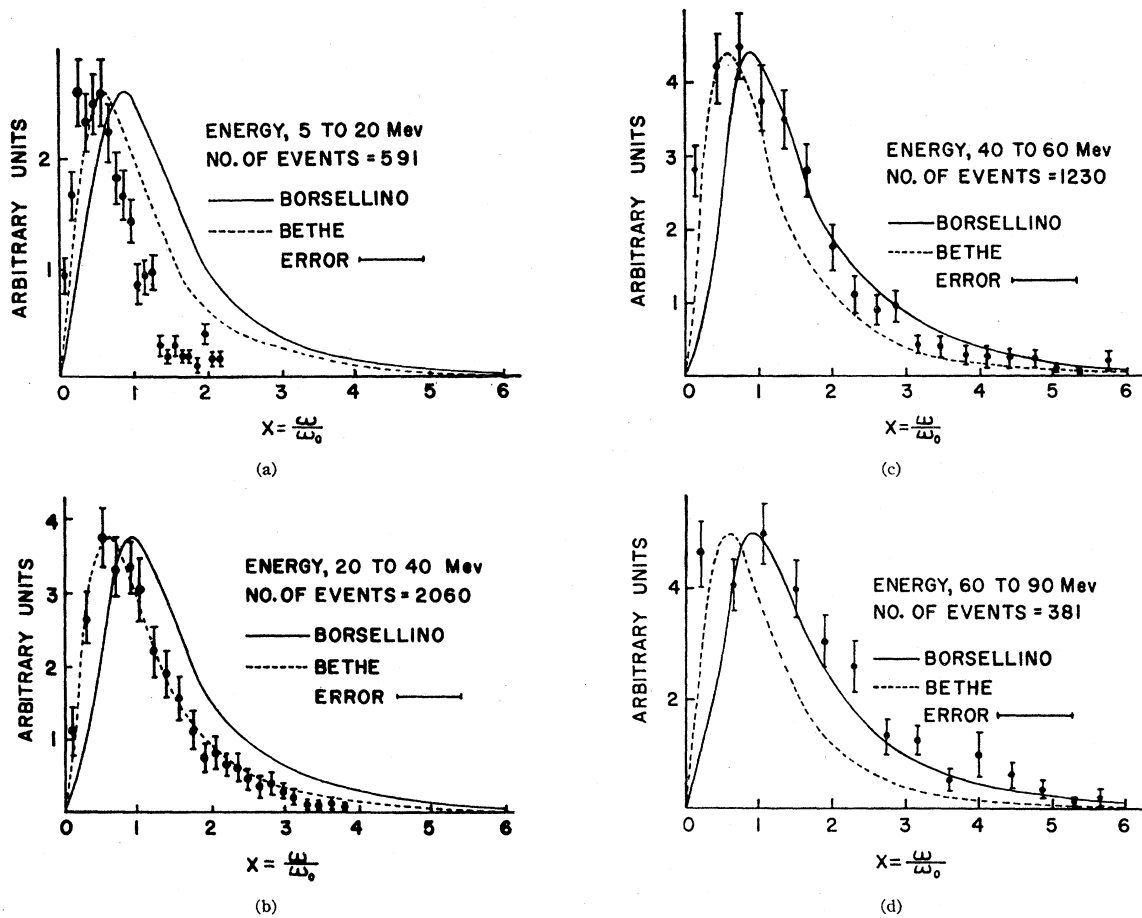 ARBITRARY UNITS
2
1
ENERGY, 5 TO 20 Mev
NO. OF EVENTS = 591
BORSELLINO
BETHE
ERROR
0 1 2 3 4 5 6
X = ω/ω₀
(a)
ARBITRARY UNITS
4
3
2
1
ENERGY, 20 TO 40 Mev
NO. OF EVENTS = 2060
BORSELLINO
BETHE
ERROR
0 1 2 3 4 5 6
X = ω/ω₀
(b)
ARBITRARY UNITS
4
3
2
1
ENERGY, 40 TO 60 Mev
NO. OF EVENTS = 1230
BORSELLINO
BETHE
ERROR
0 1 2 3 4 5 6
X = ω/ω₀
(c)
ARBITRARY UNITS
4
2
ENERGY, 60 TO 90 Mev
NO. OF EVENTS = 381
BORSELLINO
BETHE
ERROR
0 1 2 3 4 5 6
X = ω/ω₀
(d)